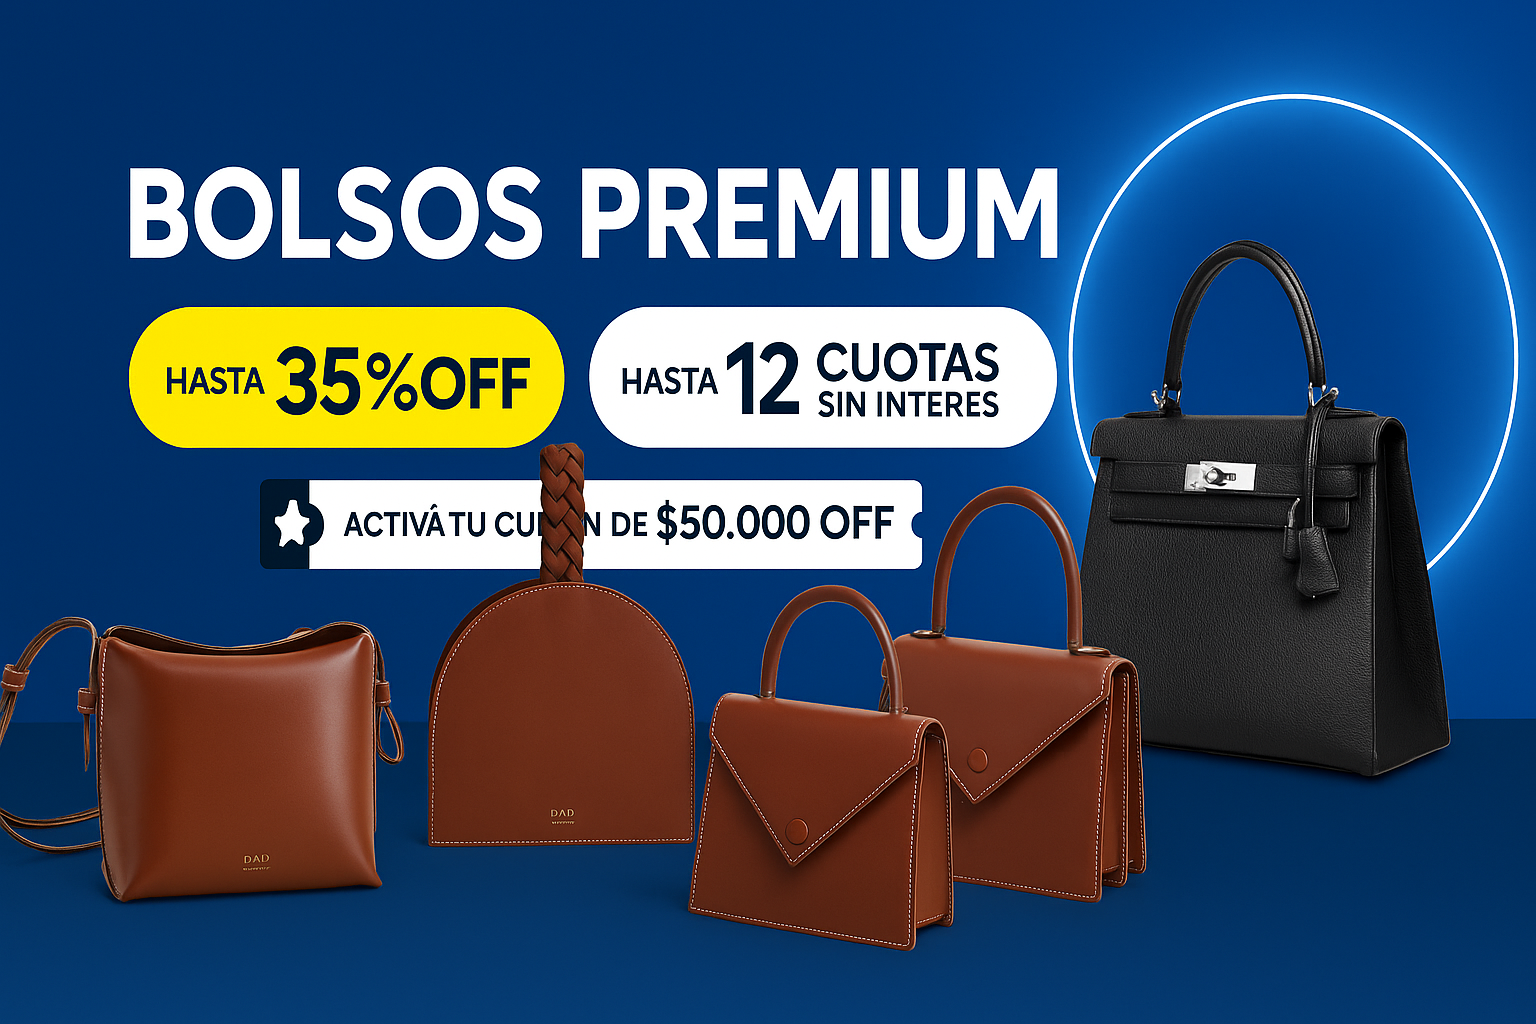 BOLSOS PREMIUM
HASTA 35%OFF
HASTA 12 CUOTAS
SIN INTERES
ACTIVÂ TU DE $50.000 OFF
DAD
DAD